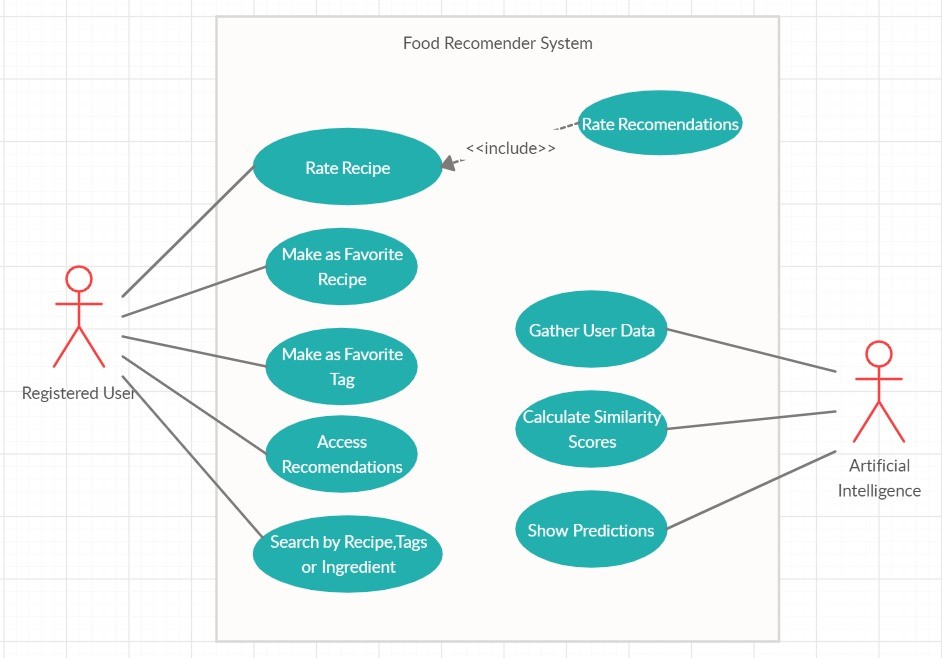 Food Recomender System
Rate Recomendations
<<include>>
Rate Recipe
Make as Favorite
Recipe
Make as Favorite
Tag
Access
Recomendations
Search by Recipe,Tags
or Ingredient
Registered User
Gather User Data
Calculate Similarity
Scores
Show Predictions
Artificial
Intelligence